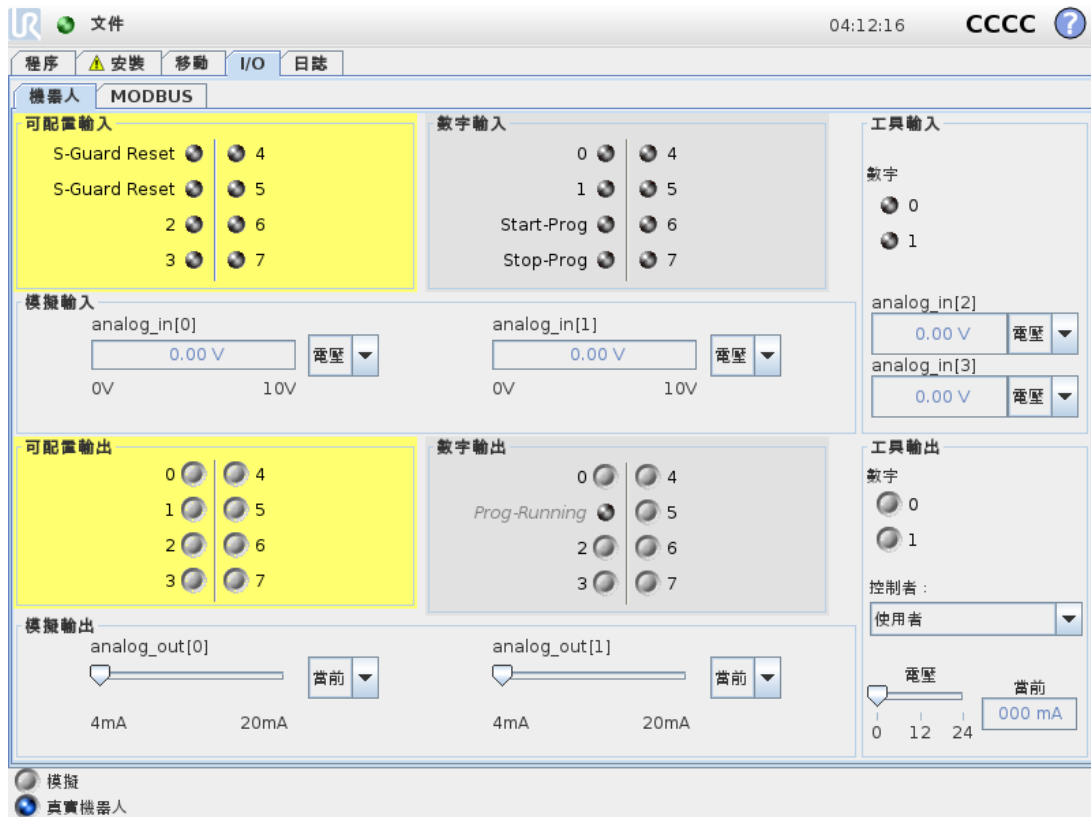 UR 文件 04:12:16 CCCC ?
程序 安裝 移動 I/O 日誌
機器人 MODBUS
可配置輸入
S-Guard Reset 4
S-Guard Reset 5
2 6
3 7
數字輸入
0 4
1 5
Start-Prog 6
Stop-Prog 7
工具輸入
數字
0
1
模擬輸入
analog_in[0]
0.00 V 電壓
0V 10V
analog_in[1]
0.00 V 電壓
0V 10V
analog_in[2]
0.00 V 電壓
analog_in[3]
0.00 V 電壓
可配置輸出
0 4
1 5
2 6
3 7
數字輸出
0 4
Prog-Running 5
2 6
3 7
工具輸出
數字
0
1
控制者：
使用者
電壓
0 12 24
當前
000 mA
模擬輸出
analog_out[0]
當前
4mA 20mA
analog_out[1]
當前
4mA 20mA
模擬
真實機器人